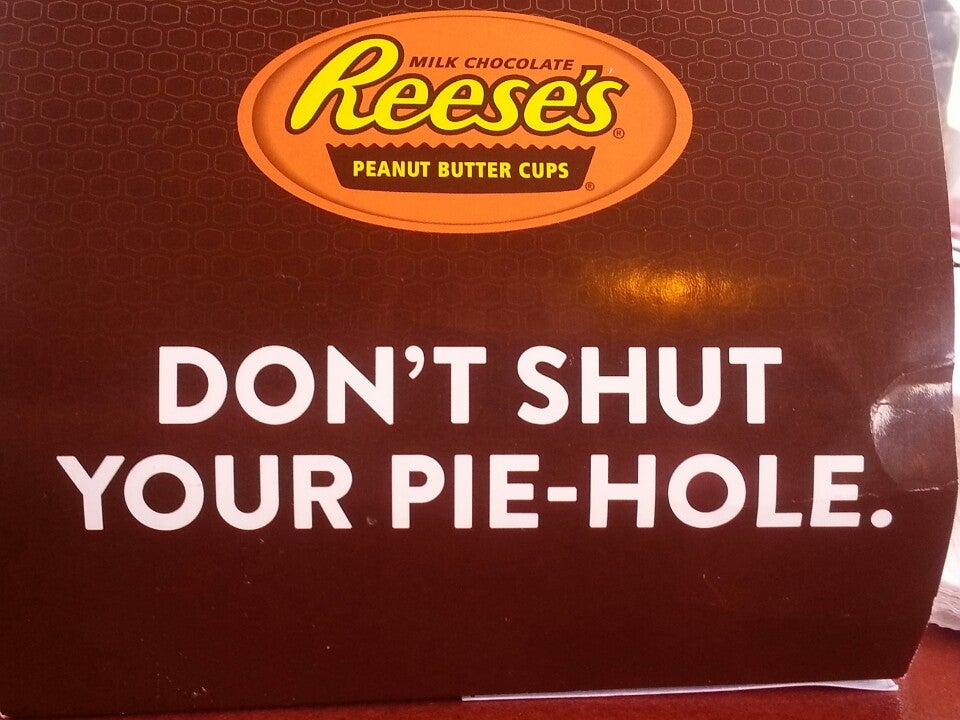 MILK CHOCOLATE
Reese's®
PEANUT BUTTER CUPS®
DON'T SHUT
YOUR PIE-HOLE.